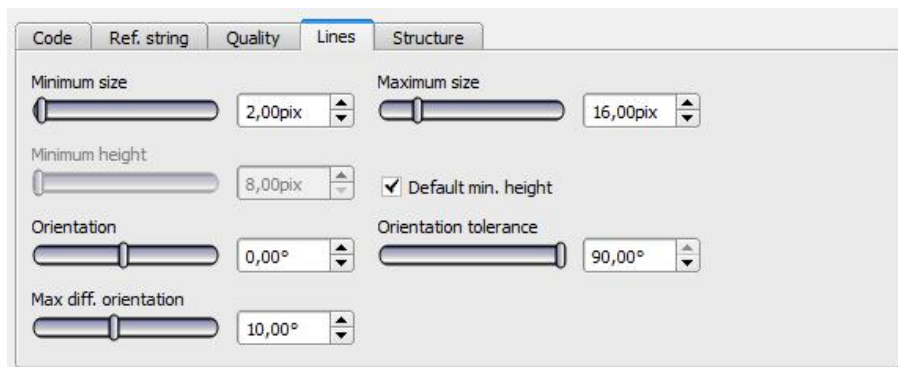 Code Ref. string Quality Lines Structure
Minimum size Maximum size
2,00pix 16,00pix
Minimum height
8,00pix Default min. height
Orientation Orientation tolerance
0,00° 90,00°
Max diff. orientation
10,00°